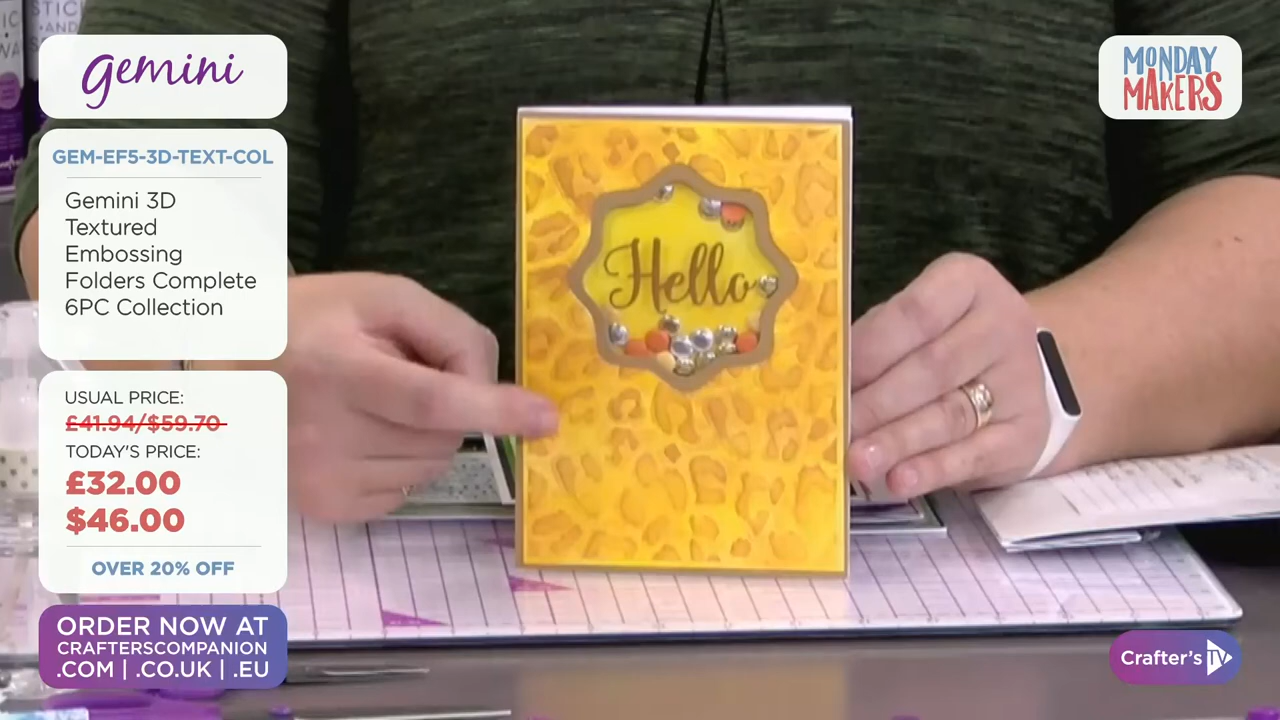 gemini
GEM-EF5-3D-TEXT-COL
Gemini 3D
Textured
Embossing
Folders Complete
6PC Collection
USUAL PRICE:
£41.94/$59.70
TODAY'S PRICE:
£32.00
$46.00
OVER 20% OFF
ORDER NOW AT
CRAFTERSCOMPANION
.COM | .CO.UK | .EU
Hello
MONDAY
MAKERS
Crafter's TV